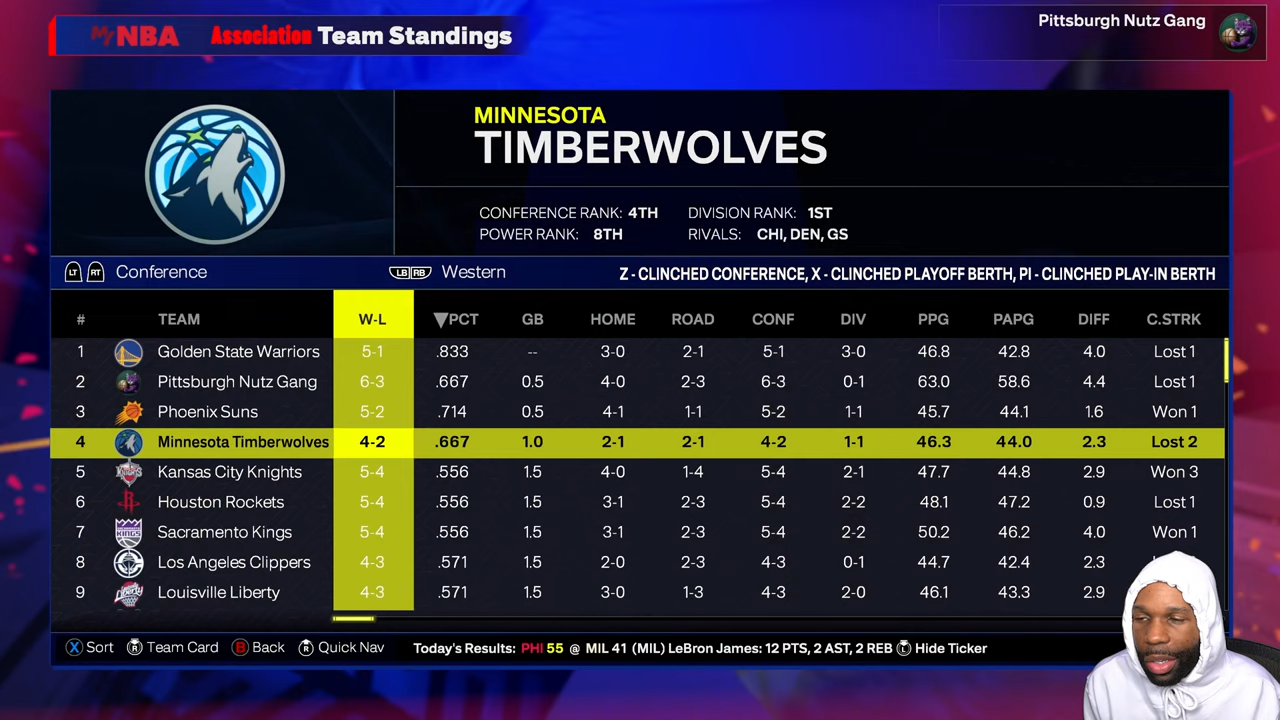 MyNBA Association Team Standings
Pittsburgh Nutz Gang
MINNESOTA
TIMBERWOLVES
CONFERENCE RANK: 4TH DIVISION RANK: 1ST
POWER RANK: 8TH RIVALS: CHI, DEN, GS
LT RT Conference LB RB Western Z - CLINCHED CONFERENCE, X - CLINCHED PLAYOFF BERTH, PI - CLINCHED PLAY-IN BERTH
# TEAM W-L ▼PCT GB HOME ROAD CONF DIV PPG PAPG DIFF C.STRK
1 Golden State Warriors 5-1 .833 -- 3-0 2-1 5-1 3-0 46.8 42.8 4.0 Lost 1
2 Pittsburgh Nutz Gang 6-3 .667 0.5 4-0 2-3 6-3 0-1 63.0 58.6 4.4 Lost 1
3 Phoenix Suns 5-2 .714 0.5 4-1 1-1 5-2 1-1 45.7 44.1 1.6 Won 1
4 Minnesota Timberwolves 4-2 .667 1.0 2-1 2-1 4-2 1-1 46.3 44.0 2.3 Lost 2
5 Kansas City Knights 5-4 .556 1.5 4-0 1-4 5-4 2-1 47.7 44.8 2.9 Won 3
6 Houston Rockets 5-4 .556 1.5 3-1 2-3 5-4 2-2 48.1 47.2 0.9 Lost 1
7 Sacramento Kings 5-4 .556 1.5 3-1 2-3 5-4 2-2 50.2 46.2 4.0 Won 1
8 Los Angeles Clippers 4-3 .571 1.5 2-0 2-3 4-3 0-1 44.7 42.4 2.3
9 Louisville Liberty 4-3 .571 1.5 3-0 1-3 4-3 2-0 46.1 43.3 2.9
X Sort R Team Card B Back R Quick Nav Today's Results: PHI 55 @ MIL 41 (MIL) LeBron James: 12 PTS, 2 AST, 2 REB L Hide Ticker